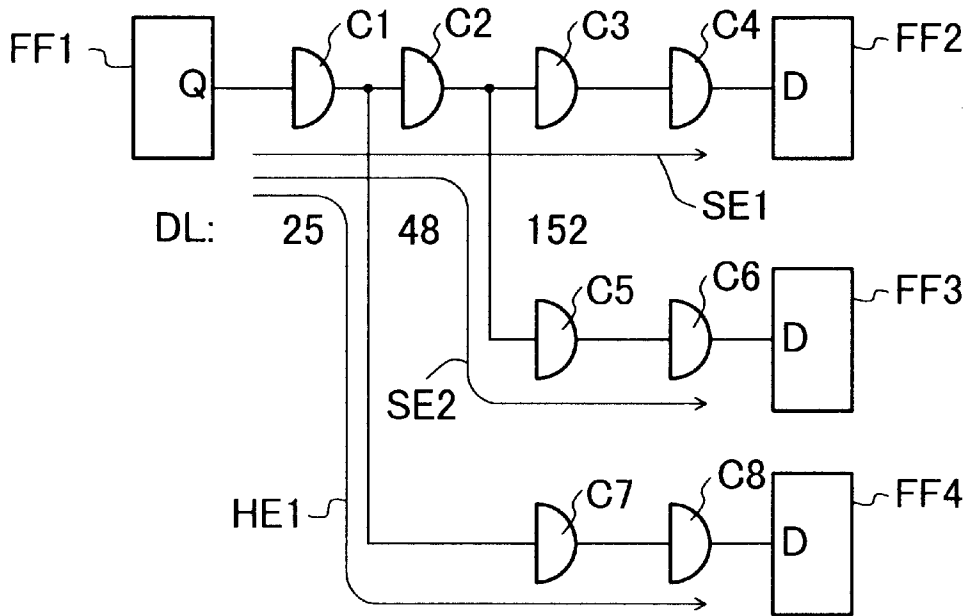 C1 C2 C3 C4
FF1 FF2
Q D
SE1
DL: 25 48 152
C5 C6
FF3
D
SE2
C7 C8
FF4
HE1
D